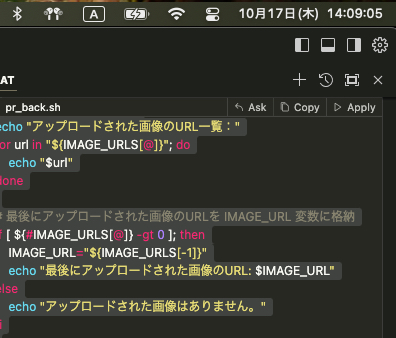 A 10月17日(木) 14:09:05
AT
pr_back.sh Ask Copy Apply
echo "アップロードされた画像のURL一覧："
or url in "${IMAGE_URLS[@]}"; do
echo "$url"
one
# 最後にアップロードされた画像のURLを IMAGE_URL 変数に格納
f [ ${#IMAGE_URLS[@]} -gt 0 ]; then
IMAGE_URL="${IMAGE_URLS[-1]}"
echo "最後にアップロードされた画像のURL: $IMAGE_URL"
else
echo "アップロードされた画像はありません。"
i